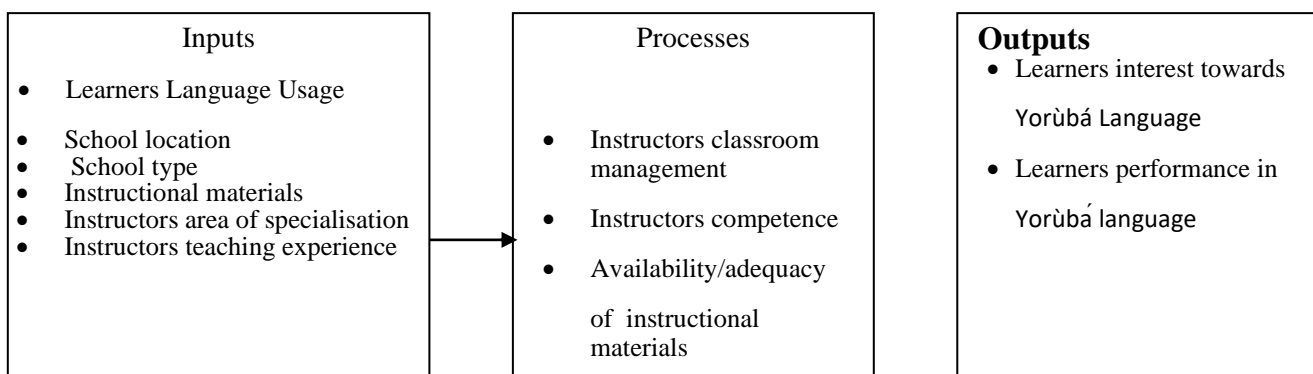 Inputs
• Learners Language Usage
• School location
• School type
• Instructional materials
• Instructors area of specialisation
• Instructors teaching experience
Processes
• Instructors classroom
management
• Instructors competence
• Availability/adequacy
of instructional
materials
Outputs
• Learners interest towards
Yorùbá Language
• Learners performance in
Yorùbá language